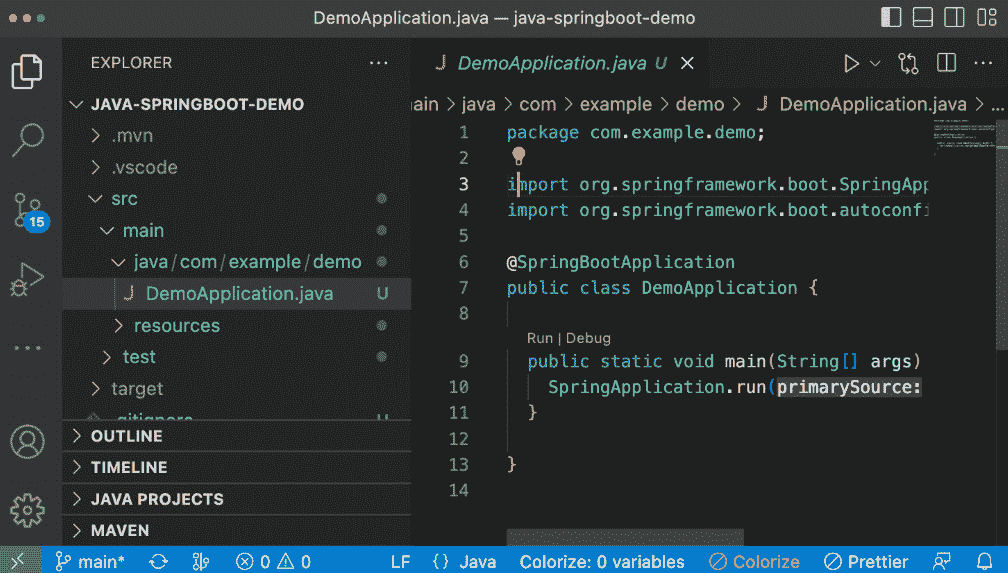 DemoApplication.java — java-springboot-demo
EXPLORER
JAVA-SPRINGBOOT-DEMO
.mvn
.vscode
src
main
java/com/example/demo
DemoApplication.java U
resources
test
target
.gitignore U
OUTLINE
TIMELINE
JAVA PROJECTS
MAVEN
15
DemoApplication.java U
ain > java > com > example > demo > J DemoApplication.java > ...
1 package com.example.demo;
2
3 import org.springframework.boot.SpringApp
4 import org.springframework.boot.autoconfi
5
6 @SpringBootApplication
7 public class DemoApplication {
8
Run | Debug
9 public static void main(String[] args)
10 SpringApplication.run(primarySource:
11 }
12
13 }
14
main* 0 0 LF {} Java Colorize: 0 variables Colorize Prettier